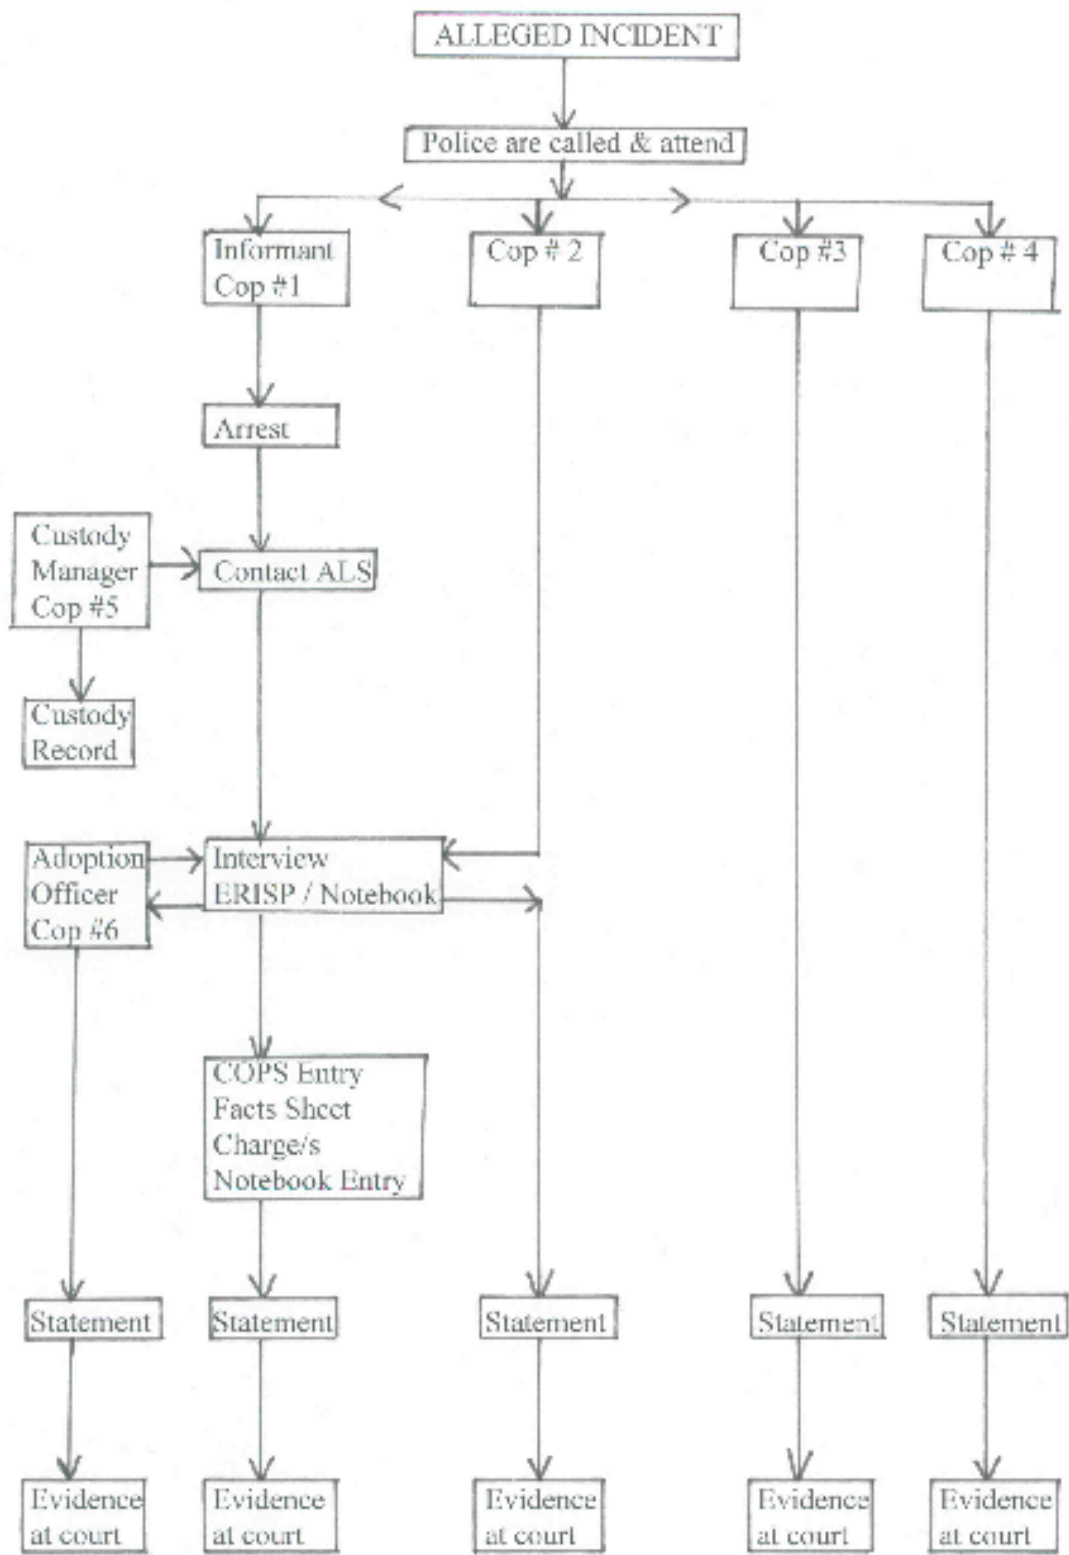 ALLEGED INCIDENT
Police are called & attend
Informant
Cop #1
Cop # 2
Cop #3
Cop # 4
Arrest
Custody
Manager
Cop #5
Contact ALS
Custody
Record
Adoption
Officer
Cop #6
Interview
ERISP / Notebook
COPS Entry
Facts Sheet
Charge/s
Notebook Entry
Statement
Statement
Statement
Statement
Statement
Evidence
at court
Evidence
at court
Evidence
at court
Evidence
at court
Evidence
at court